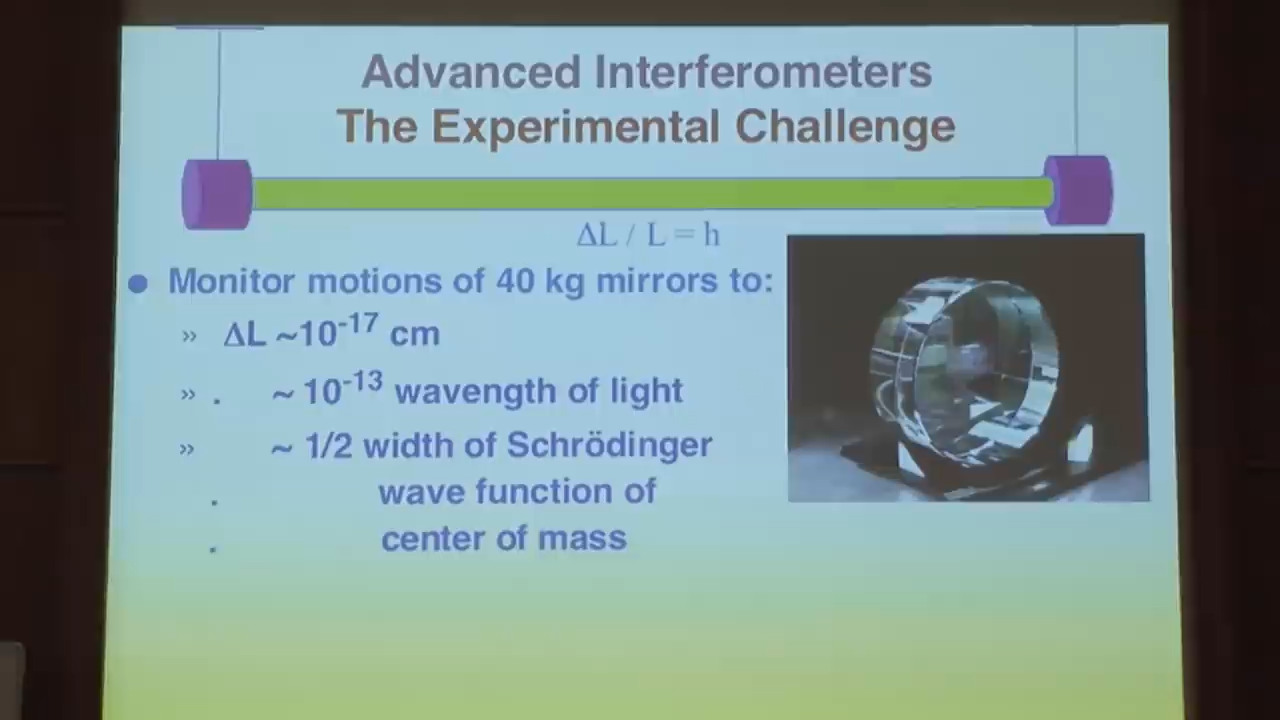 Advanced Interferometers
The Experimental Challenge
ΔL / L = h
● Monitor motions of 40 kg mirrors to:
» ΔL ~10⁻¹⁷ cm
» . ~ 10⁻¹³ wavength of light
» ~ 1/2 width of Schrödinger
. wave function of
. center of mass